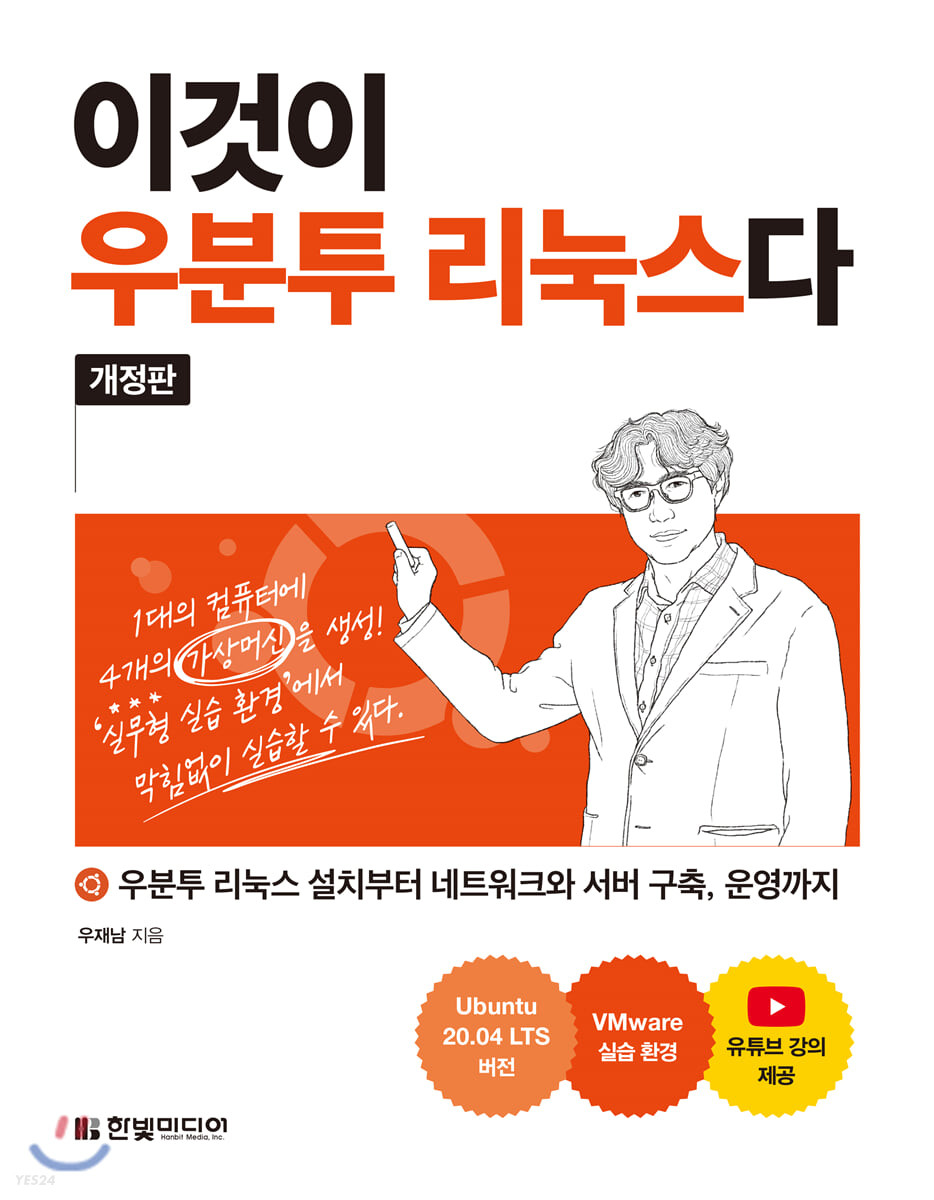 이것이
우분투 리눅스다
개정판
1대의 컴퓨터에
4개의 가상머신을 생성!
‘실무형 실습 환경’에서
막힘없이 실습할 수 있다.
우분투 리눅스 설치부터 네트워크와 서버 구축, 운영까지
우재남 지음
Ubuntu
20.04 LTS
버전
VMware
실습 환경
유튜브 강의
제공
한빛미디어
Hanbit Media, Inc.
YES24